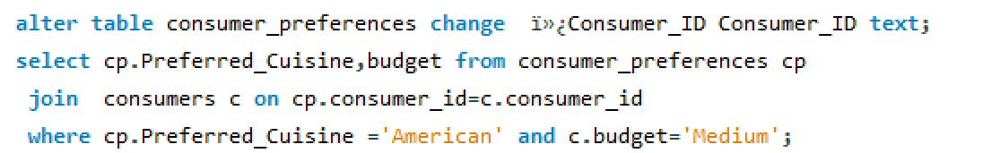 alter table consumer_preferences change  ï»¿Consumer_ID Consumer_ID text;
select cp.Preferred_Cuisine,budget from consumer_preferences cp
join  consumers c on cp.consumer_id=c.consumer_id
where cp.Preferred_Cuisine ='American' and c.budget='Medium';